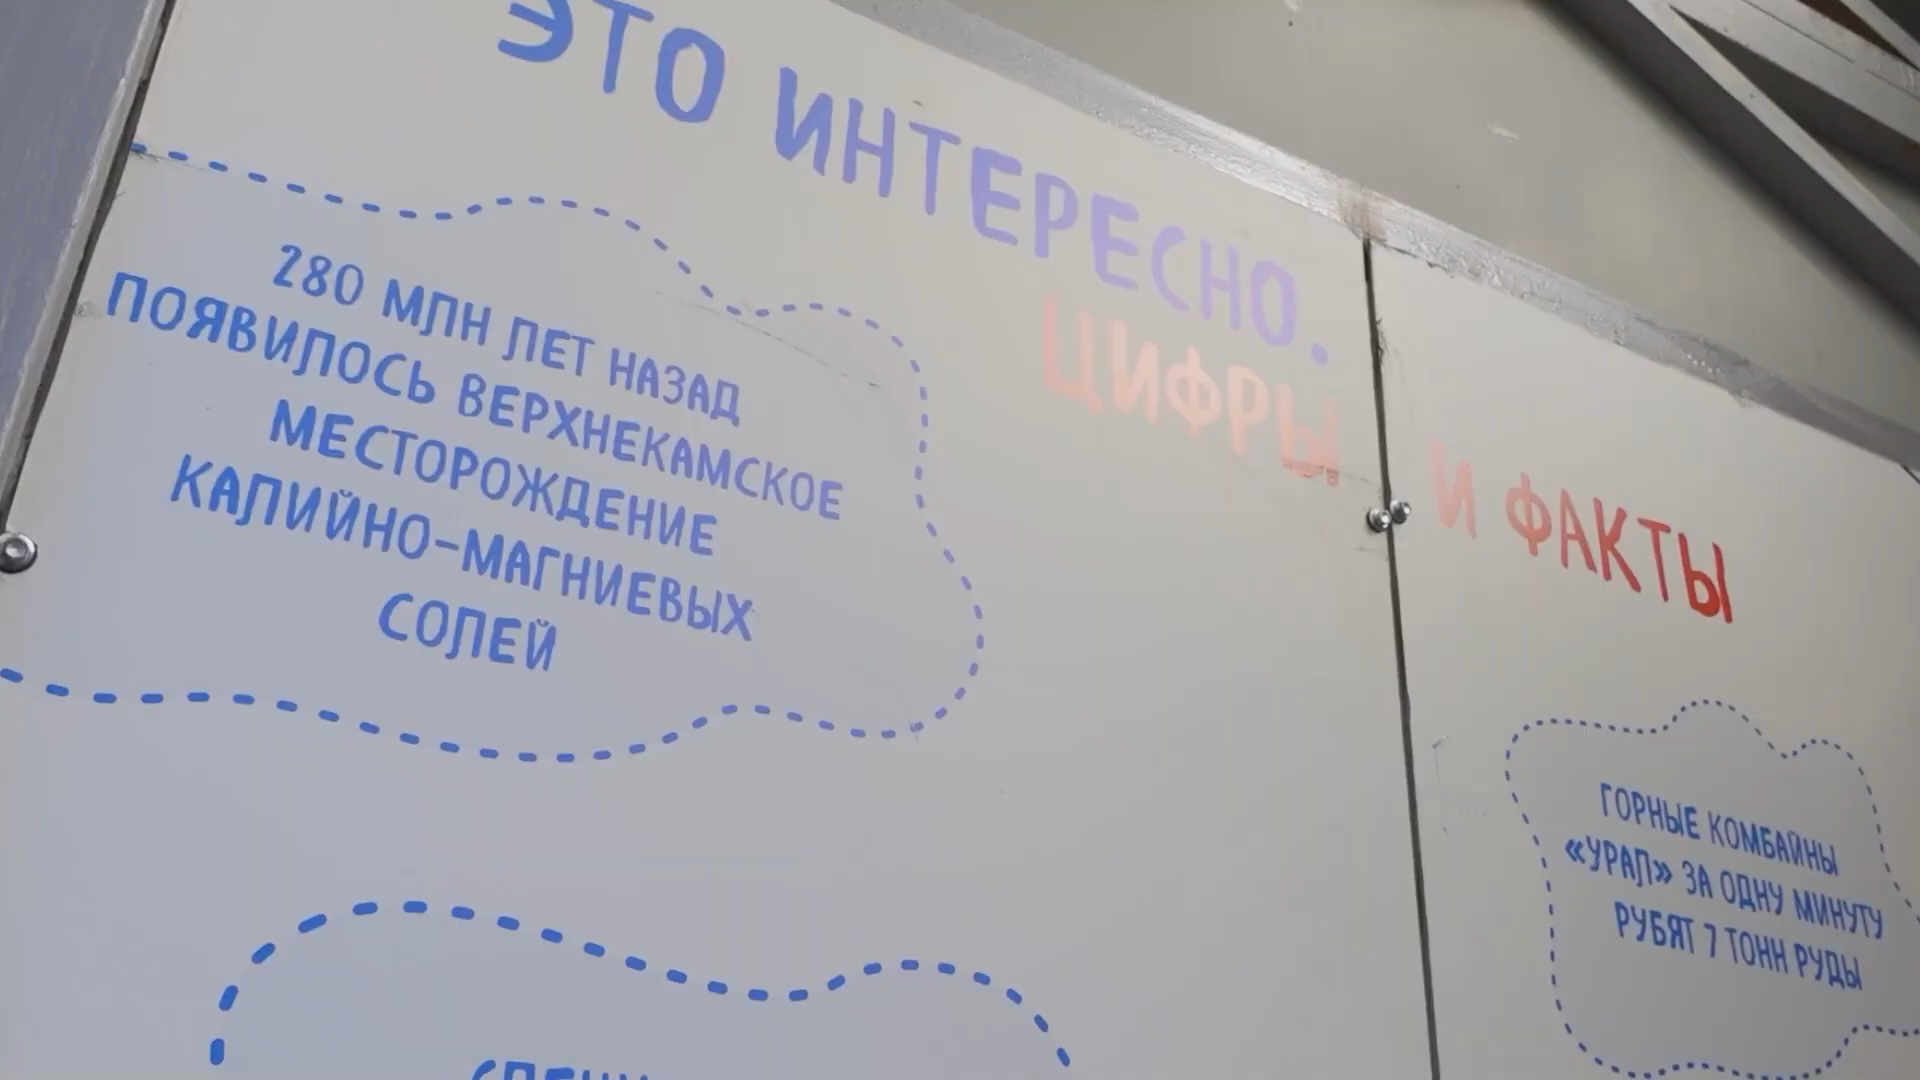 ЭТО ИНТЕРЕСНО.
ЦИФРЫ И ФАКТЫ
280 МЛН ЛЕТ НАЗАД
ПОЯВИЛОСЬ ВЕРХНЕКАМСКОЕ
МЕСТОРОЖДЕНИЕ
КАЛИЙНО-МАГНИЕВЫХ
СОЛЕЙ
ГОРНЫЕ КОМБАЙНЫ
«УРАЛ» ЗА ОДНУ МИНУТУ
РУБЯТ 7 ТОНН РУДЫ